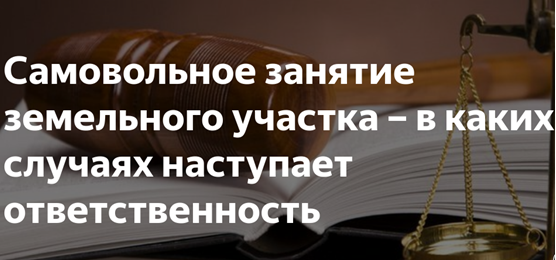 Самовольное занятие
земельного участка – в каких
случаях наступает
ответственность